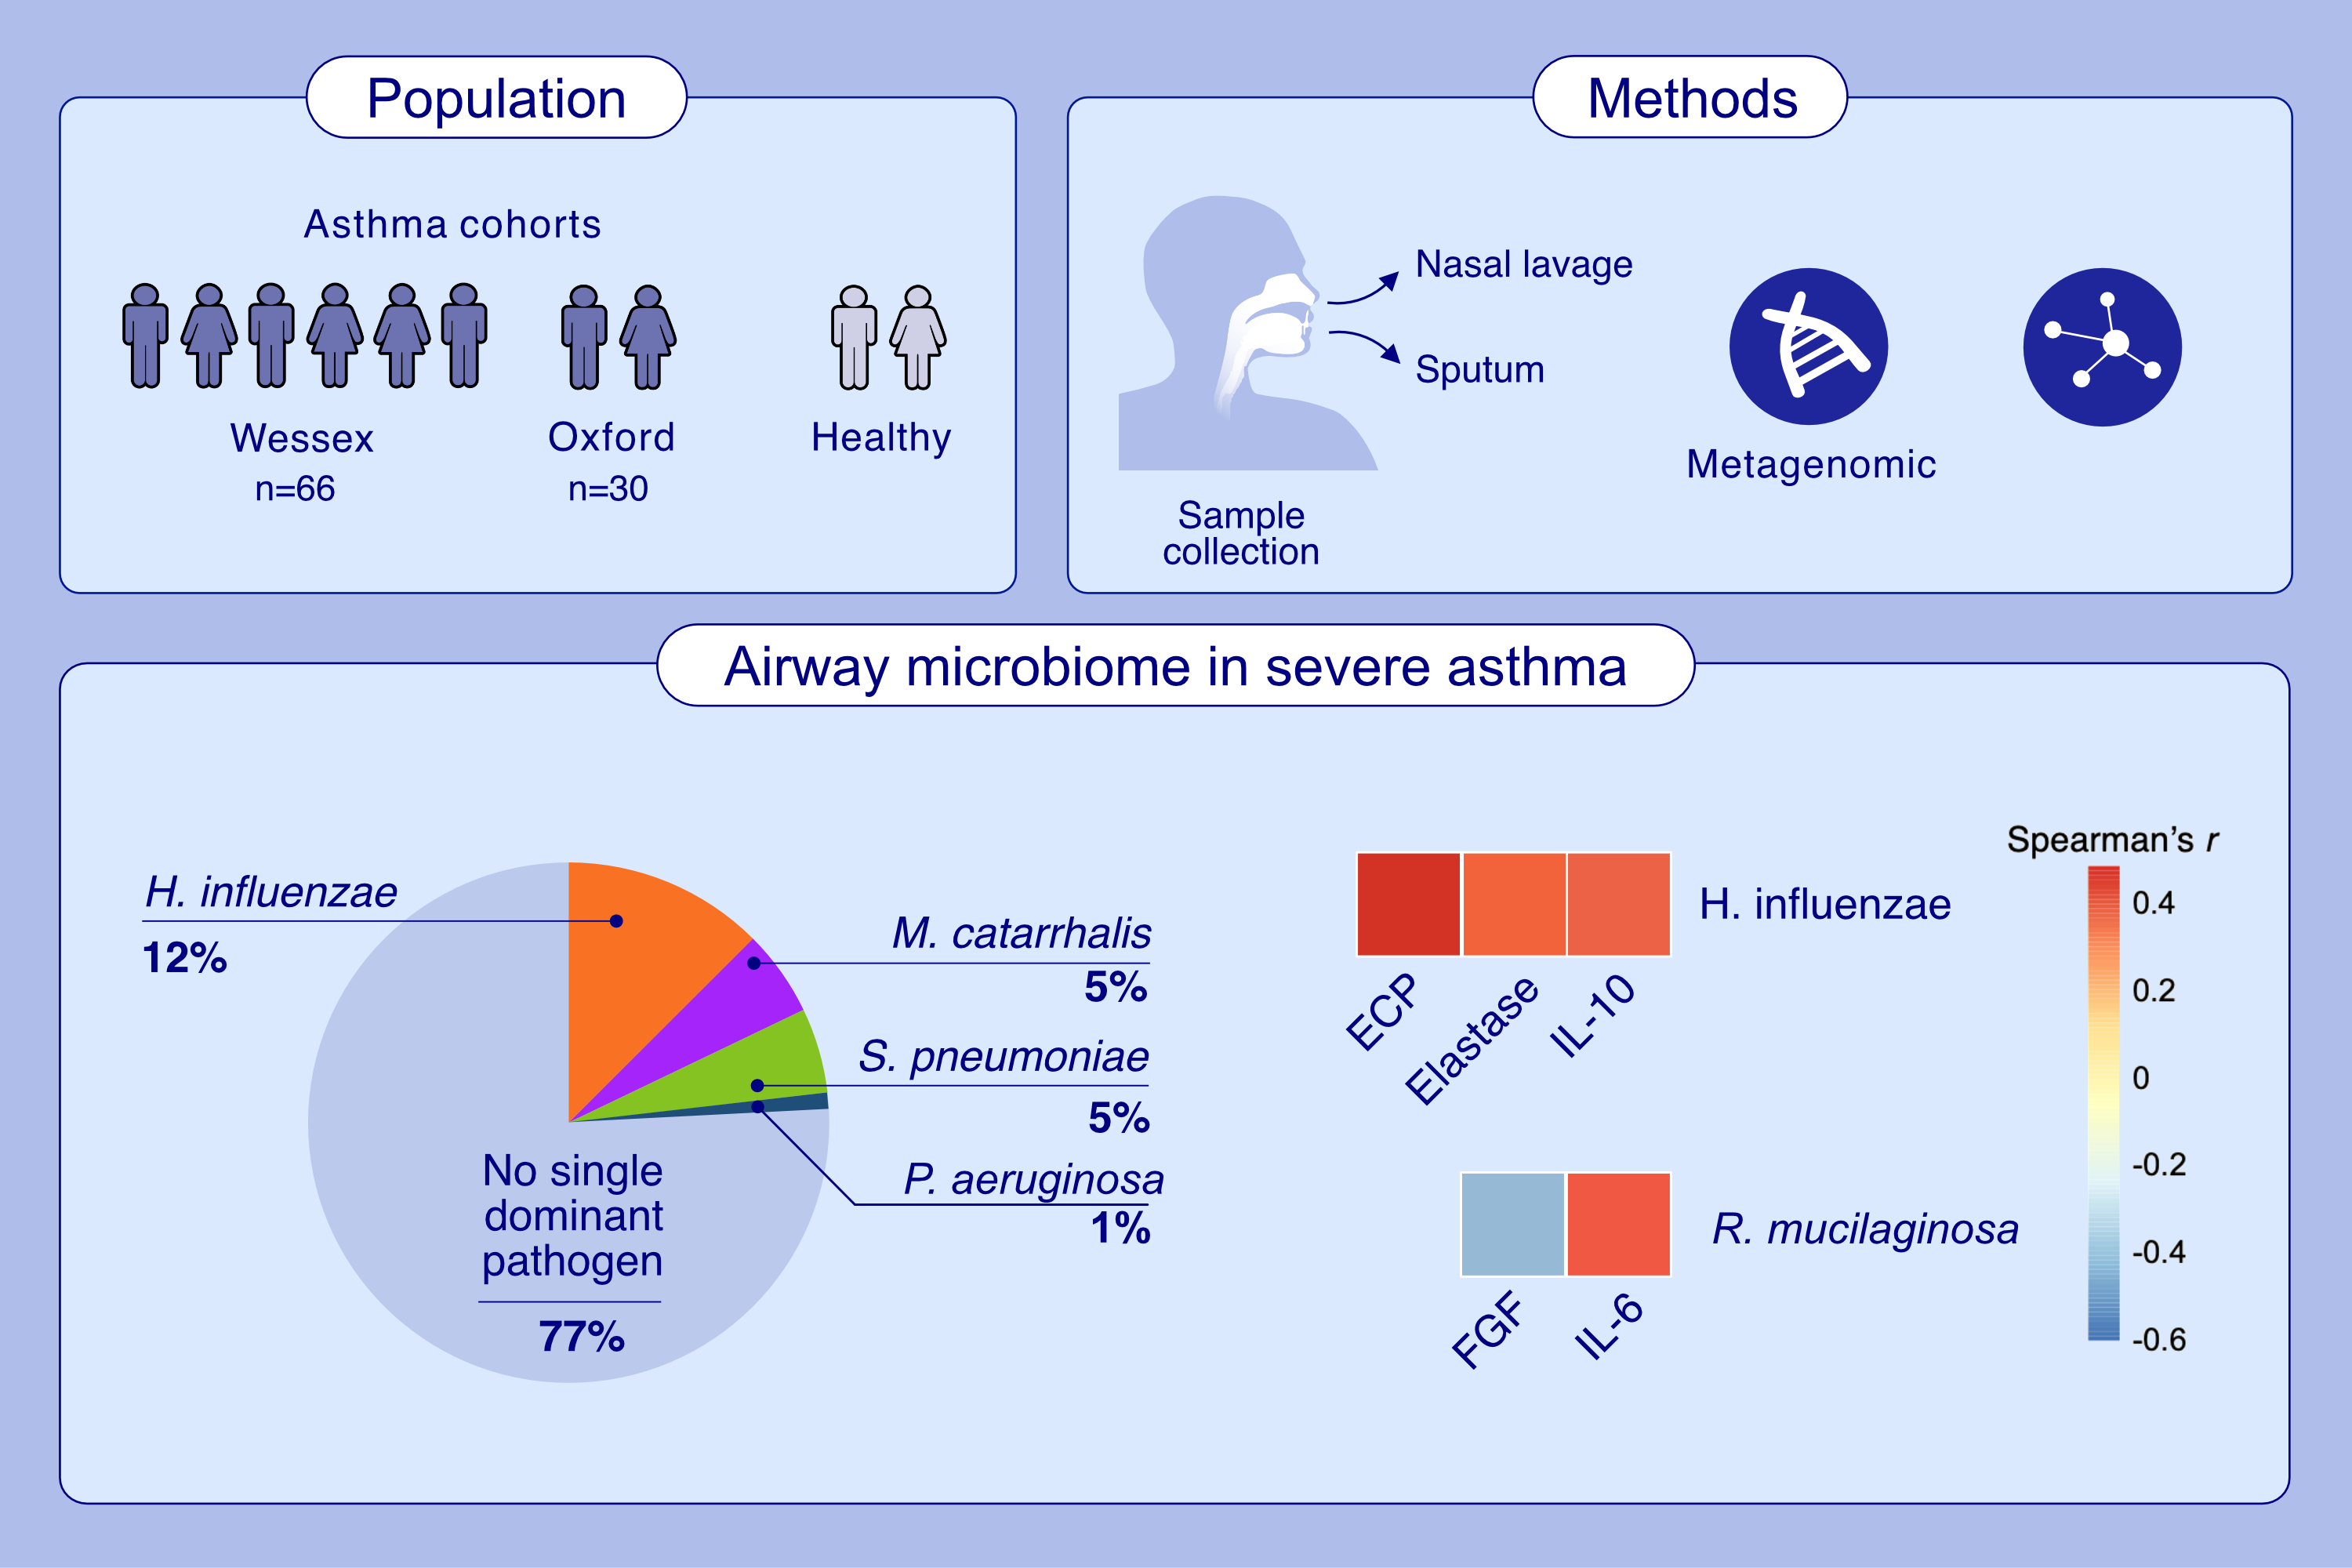 Population
Asthma cohorts
Wessex
n=66
Oxford
n=30
Healthy
Methods
Nasal lavage
Sputum
Sample
collection
Metagenomic
Airway microbiome in severe asthma
H. influenzae
12%
M. catarrhalis
5%
S. pneumoniae
5%
P. aeruginosa
1%
No single
dominant
pathogen
77%
H. influenzae
ECP
Elastase
IL-10
R. mucilaginosa
FGF
IL-6
Spearman’s r
0.4
0.2
0
-0.2
-0.4
-0.6